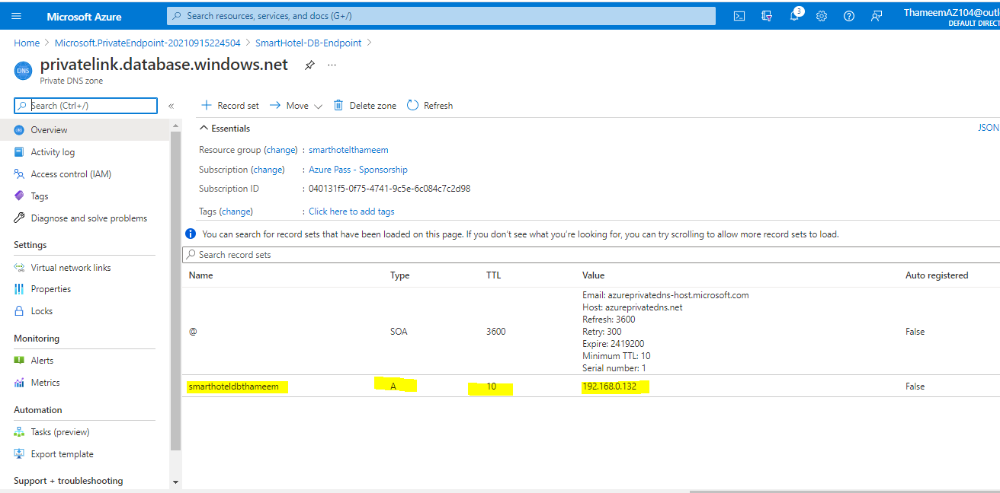 Microsoft Azure
Search resources, services, and docs (G+/)
3
ThameemAZ104@outl
DEFAULT DIRECT
Home > Microsoft.PrivateEndpoint-20210915224504 > SmartHotel-DB-Endpoint >
DNS
privatelink.database.windows.net
...
Private DNS zone
Search (Ctrl+/)
«
Overview
Activity log
Access control (IAM)
Tags
Diagnose and solve problems
Settings
Virtual network links
Properties
Locks
Monitoring
Alerts
Metrics
Automation
Tasks (preview)
Export template
Support + troubleshooting
Record set
Move
Delete zone
Refresh
Essentials
JSON
Resource group (change) : smarthotelthameem
Subscription (change) : Azure Pass - Sponsorship
Subscription ID : 040131f5-0f75-4741-9c5e-6c084c7c2d98
Tags (change) : Click here to add tags
You can search for record sets that have been loaded on this page. If you don't see what you're looking for, you can try scrolling to allow more record sets to load.
Search record sets
Name Type TTL Value Auto registered
Email: azureprivatedns-host.microsoft.com
Host: azureprivatedns.net
Refresh: 3600
@ SOA 3600 Retry: 300 False
Expire: 2419200
Minimum TTL: 10
Serial number: 1
smarthoteldbthameem A 10 192.168.0.132 False